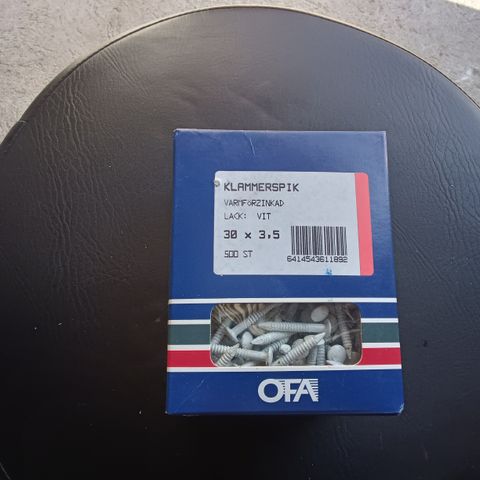 KLAMMERSPIK
VARMFÖRZINKAD
LACK: VIT
30 x 3,5
500 ST
6414543611892
OFA